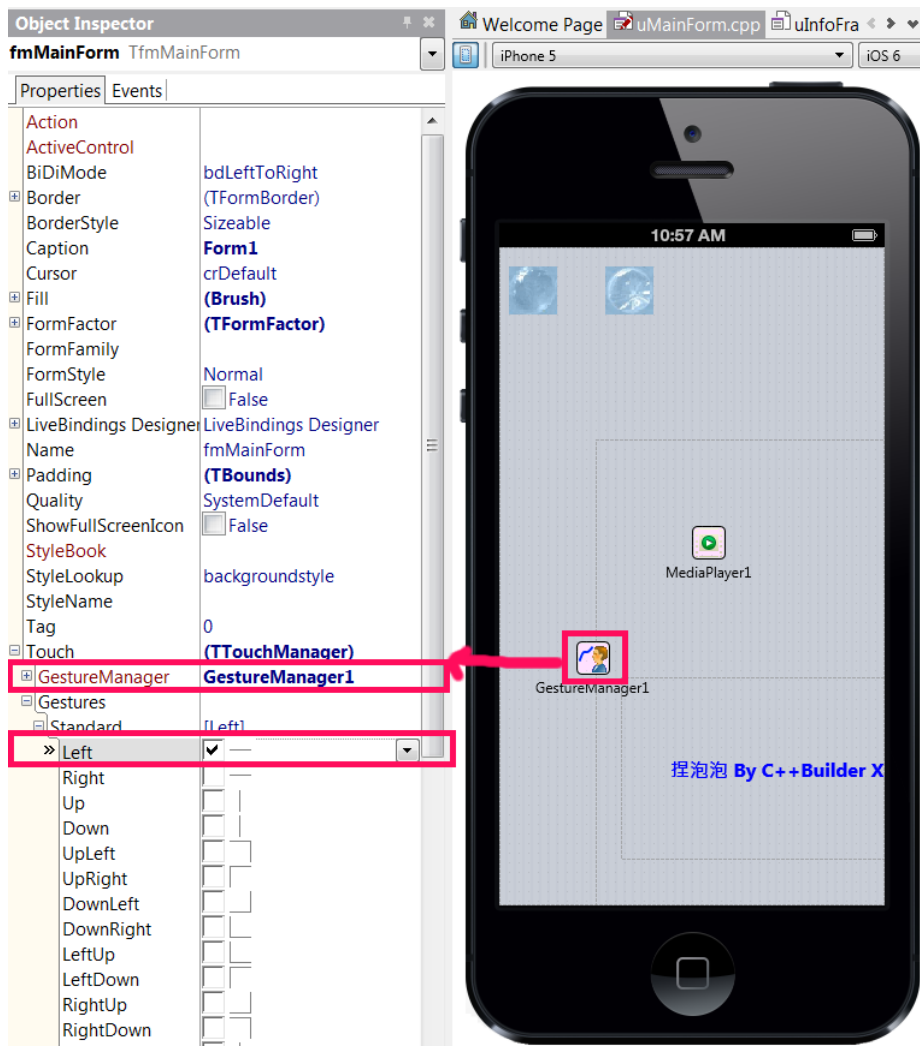 Object Inspector
fmMainForm TfmMainForm
Properties Events
Action
ActiveControl
BiDiMode bdLeftToRight
Border (TFormBorder)
BorderStyle Sizeable
Caption Form1
Cursor crDefault
Fill (Brush)
FormFactor (TFormFactor)
FormFamily
FormStyle Normal
FullScreen False
LiveBindings Designer LiveBindings Designer
Name fmMainForm
Padding (TBounds)
Quality SystemDefault
ShowFullScreenIcon False
StyleBook
StyleLookup backgroundstyle
StyleName
Tag 0
Touch (TTouchManager)
GestureManager GestureManager1
Gestures
Standard [Left]
Left
Right
Up
Down
UpLeft
UpRight
DownLeft
DownRight
LeftUp
LeftDown
RightUp
RightDown
Welcome Page uMainForm.cpp uInfoFra
iPhone 5 iOS 6
10:57 AM
MediaPlayer1
GestureManager1
捏泡泡 By C++Builder X